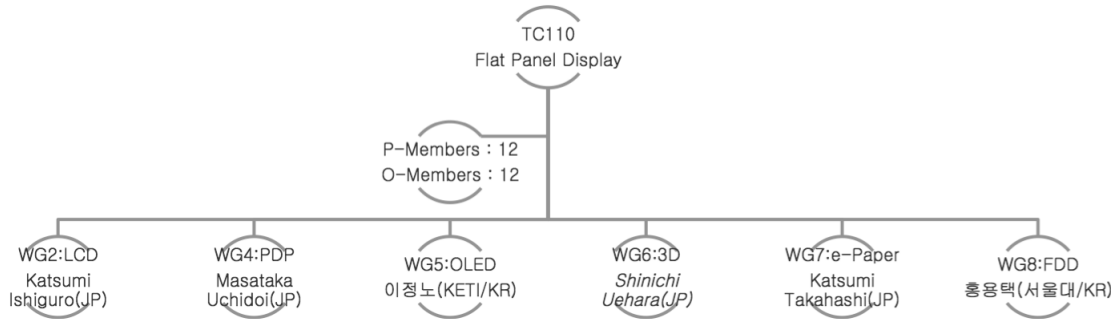 TC110
Flat Panel Display
P-Members : 12
O-Members : 12
WG2:LCD
Katsumi
Ishiguro(JP)
WG4:PDP
Masataka
Uchidoi(JP)
WG5:OLED
이정노(KETI/KR)
WG6:3D
Shinichi
Uehara(JP)
WG7:e-Paper
Katsumi
Takahashi(JP)
WG8:FDD
홍용택(서울대/KR)